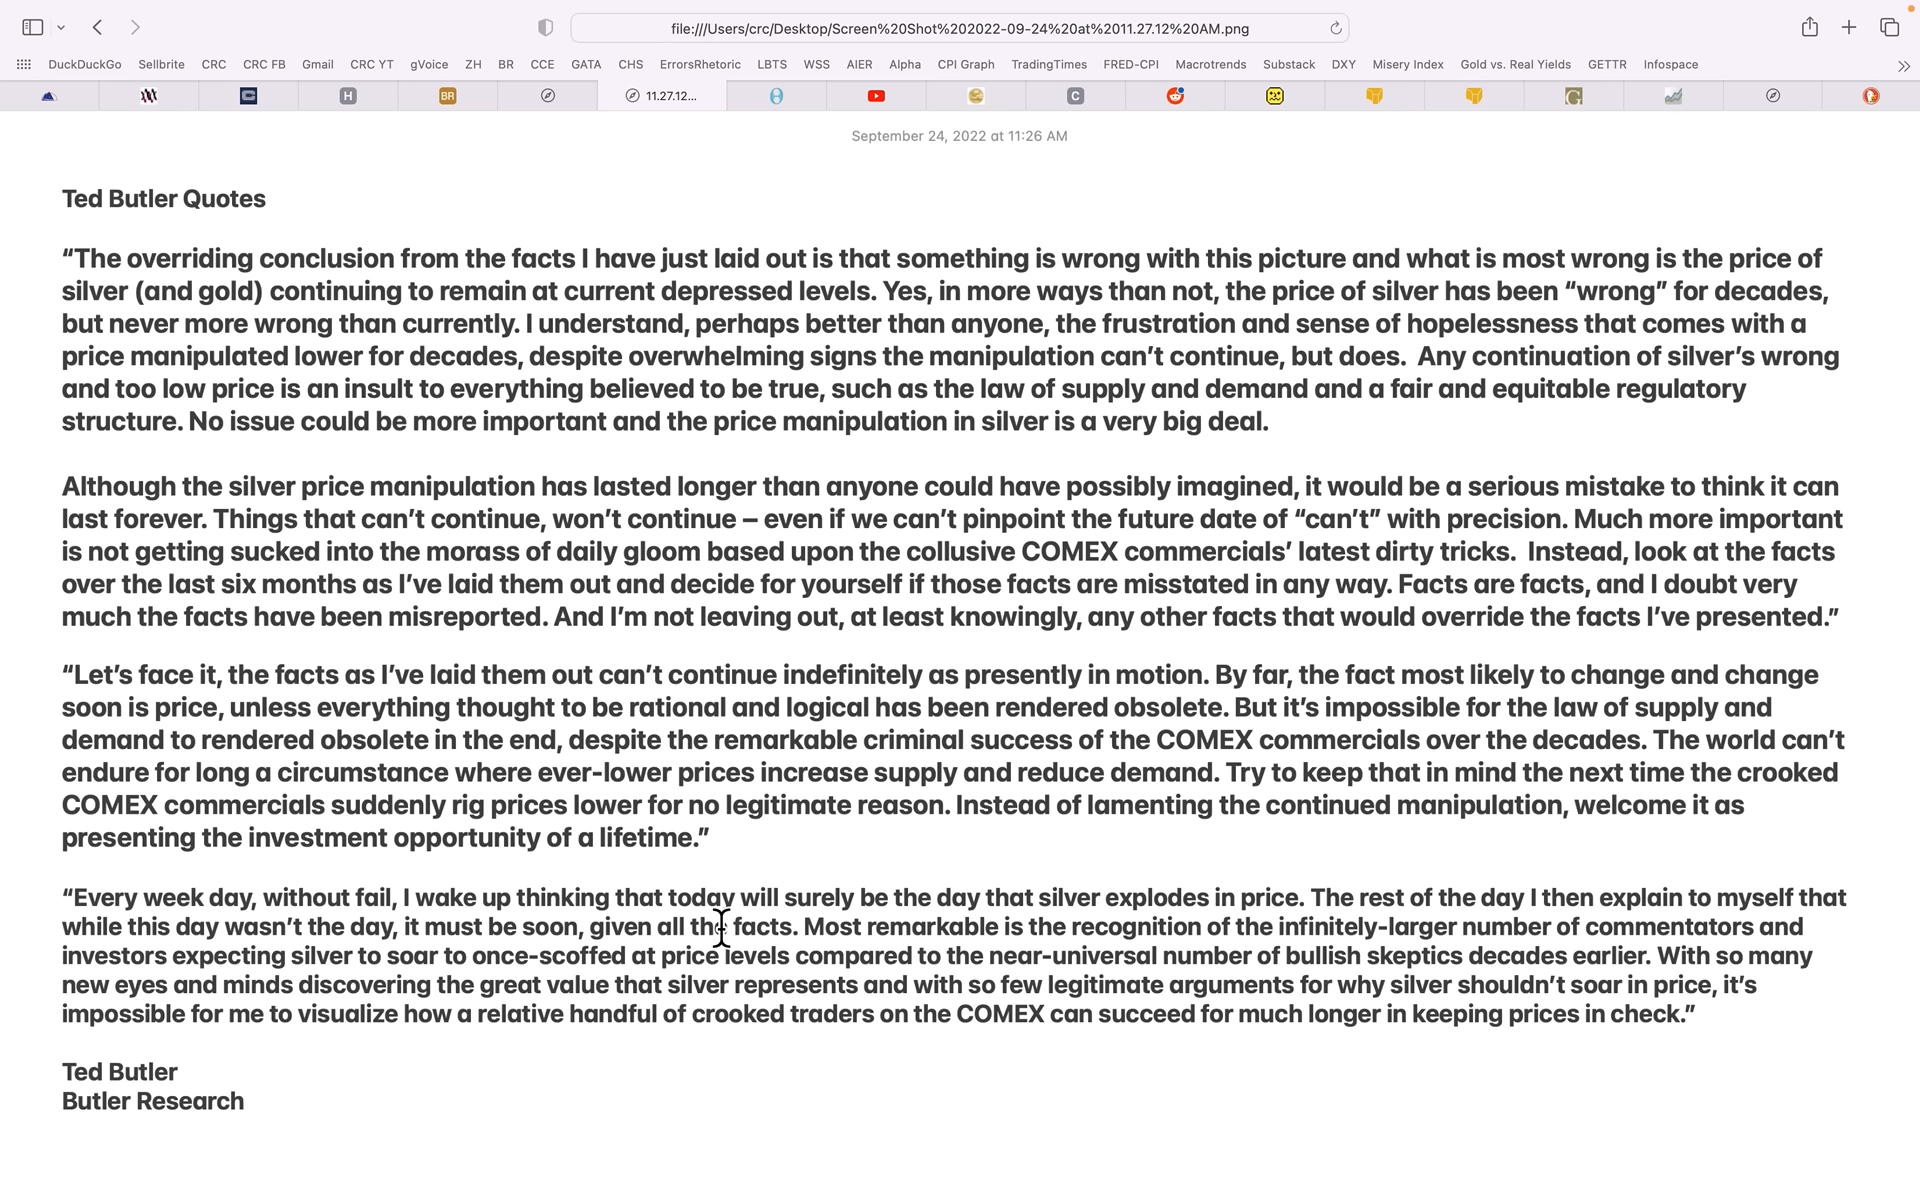 file:///Users/crc/Desktop/Screen%20Shot%202022-09-24%20at%2011.27.12%20AM.png
DuckDuckGo Sellbrite CRC CRC FB Gmail CRC YT gVoice ZH BR CCE GATA CHS ErrorsRhetoric LBTS WSS AIER Alpha CPI Graph TradingTimes FRED-CPI Macrotrends Substack DXY Misery Index Gold vs. Real Yields GETTR Infospace
H BR 11.27.12... C
September 24, 2022 at 11:26 AM
Ted Butler Quotes
“The overriding conclusion from the facts I have just laid out is that something is wrong with this picture and what is most wrong is the price of
silver (and gold) continuing to remain at current depressed levels. Yes, in more ways than not, the price of silver has been “wrong” for decades,
but never more wrong than currently. I understand, perhaps better than anyone, the frustration and sense of hopelessness that comes with a
price manipulated lower for decades, despite overwhelming signs the manipulation can’t continue, but does.  Any continuation of silver’s wrong
and too low price is an insult to everything believed to be true, such as the law of supply and demand and a fair and equitable regulatory
structure. No issue could be more important and the price manipulation in silver is a very big deal.
Although the silver price manipulation has lasted longer than anyone could have possibly imagined, it would be a serious mistake to think it can
last forever. Things that can’t continue, won’t continue – even if we can’t pinpoint the future date of “can’t” with precision. Much more important
is not getting sucked into the morass of daily gloom based upon the collusive COMEX commercials’ latest dirty tricks.  Instead, look at the facts
over the last six months as I’ve laid them out and decide for yourself if those facts are misstated in any way. Facts are facts, and I doubt very
much the facts have been misreported. And I’m not leaving out, at least knowingly, any other facts that would override the facts I’ve presented.”
“Let’s face it, the facts as I’ve laid them out can’t continue indefinitely as presently in motion. By far, the fact most likely to change and change
soon is price, unless everything thought to be rational and logical has been rendered obsolete. But it’s impossible for the law of supply and
demand to rendered obsolete in the end, despite the remarkable criminal success of the COMEX commercials over the decades. The world can’t
endure for long a circumstance where ever-lower prices increase supply and reduce demand. Try to keep that in mind the next time the crooked
COMEX commercials suddenly rig prices lower for no legitimate reason. Instead of lamenting the continued manipulation, welcome it as
presenting the investment opportunity of a lifetime.”
“Every week day, without fail, I wake up thinking that today will surely be the day that silver explodes in price. The rest of the day I then explain to myself that
while this day wasn’t the day, it must be soon, given all the facts. Most remarkable is the recognition of the infinitely-larger number of commentators and
investors expecting silver to soar to once-scoffed at price levels compared to the near-universal number of bullish skeptics decades earlier. With so many
new eyes and minds discovering the great value that silver represents and with so few legitimate arguments for why silver shouldn’t soar in price, it’s
impossible for me to visualize how a relative handful of crooked traders on the COMEX can succeed for much longer in keeping prices in check.”
Ted Butler
Butler Research